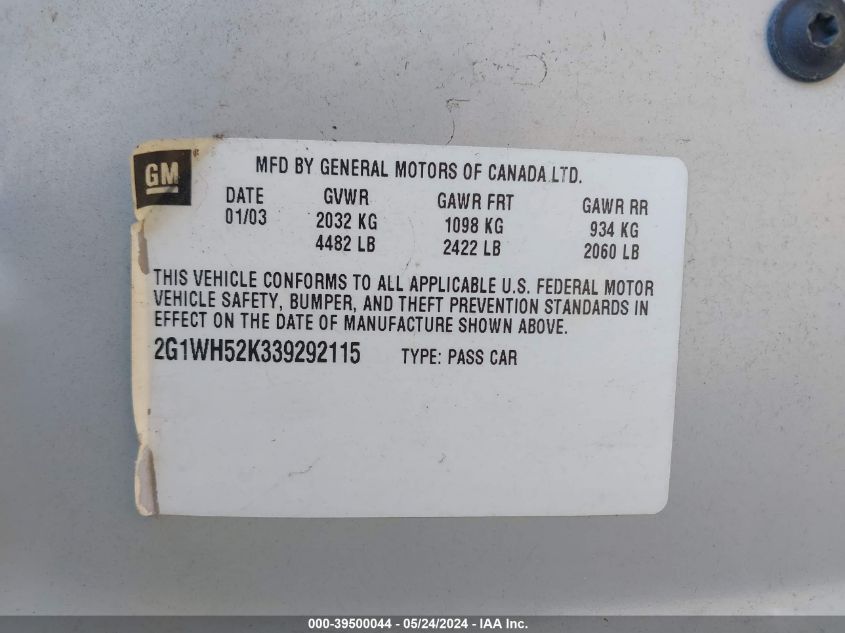 GM ®
MFD BY GENERAL MOTORS OF CANADA LTD.
DATE GVWR GAWR FRT GAWR RR
01/03 2032 KG 1098 KG 934 KG
4482 LB 2422 LB 2060 LB
THIS VEHICLE CONFORMS TO ALL APPLICABLE U.S. FEDERAL MOTOR
VEHICLE SAFETY, BUMPER, AND THEFT PREVENTION STANDARDS IN
EFFECT ON THE DATE OF MANUFACTURE SHOWN ABOVE.
2G1WH52K339292115 TYPE: PASS CAR
000-39500044 - 05/24/2024 - IAA Inc.